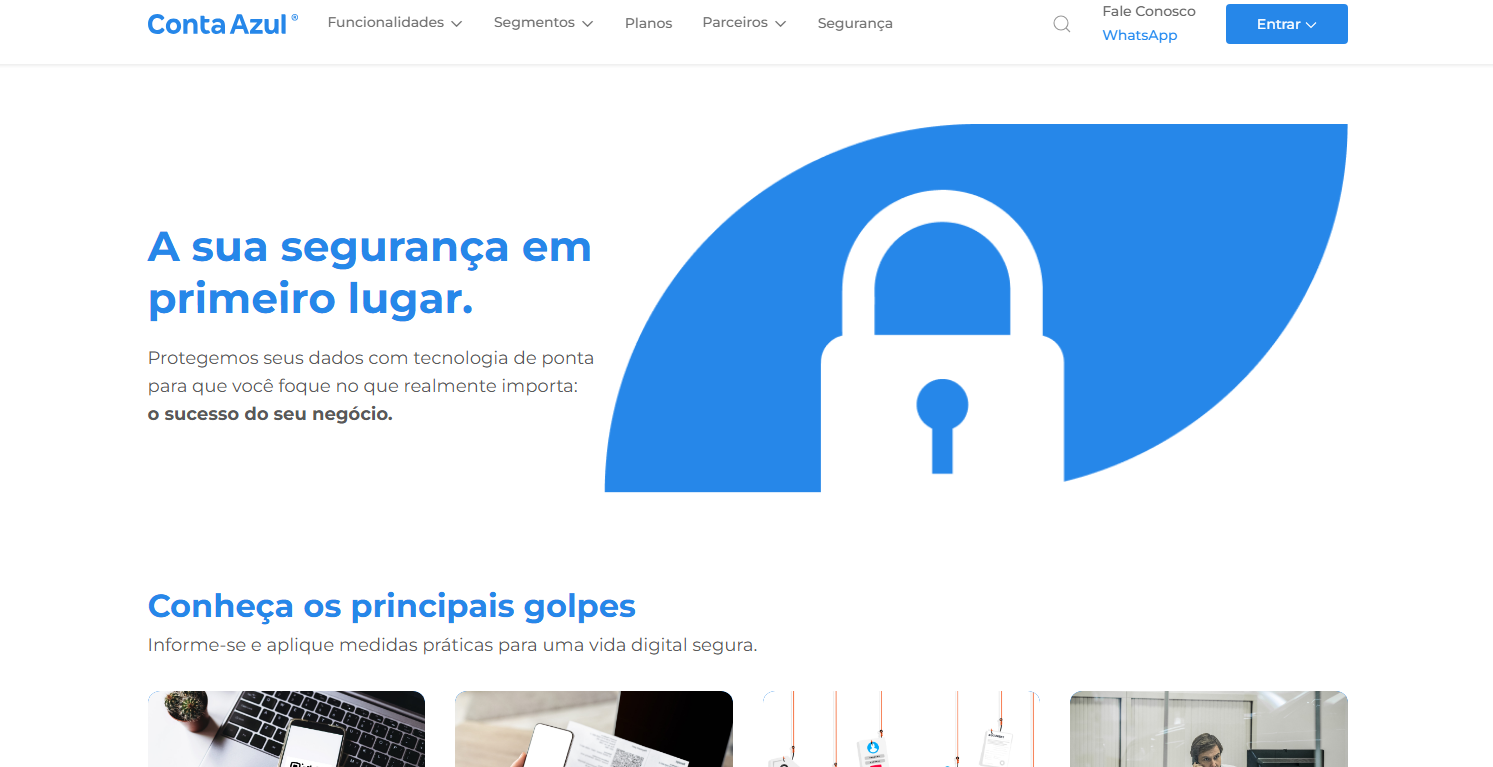 Conta Azul ®
Funcionalidades
Segmentos
Planos
Parceiros
Segurança
Fale Conosco
WhatsApp
Entrar
A sua segurança em
primeiro lugar.
Protegemos seus dados com tecnologia de ponta
para que você foque no que realmente importa:
o sucesso do seu negócio.
Conheça os principais golpes
Informe-se e aplique medidas práticas para uma vida digital segura.